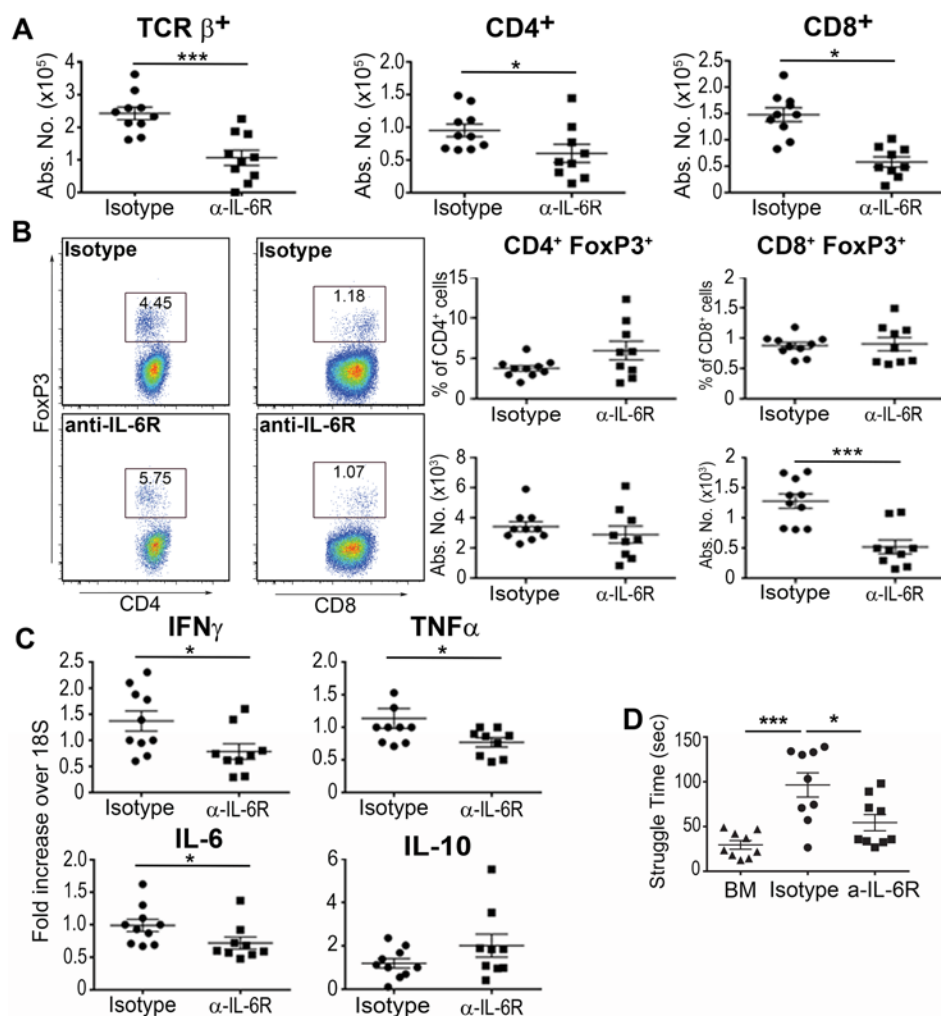 A
TCR β+
CD4+
CD8+
***
*
*
Abs. No. (x10⁵)
4
3
2
1
0
Isotype
α-IL-6R
Abs. No. (x10⁵)
2.0
1.5
1.0
0.5
0
Isotype
α-IL-6R
Abs. No. (x10⁵)
2.5
2.0
1.5
1.0
0.5
0
Isotype
α-IL-6R
B
Isotype
4.45
Isotype
1.18
anti-IL-6R
5.75
anti-IL-6R
1.07
FoxP3
CD4
CD8
CD4+ FoxP3+
% of CD4+ cells
15
10
5
0
Isotype
α-IL-6R
CD8+ FoxP3+
% of CD8+ cells
2
1.5
1
0.5
0
Isotype
α-IL-6R
Abs. No. (x10³)
8
6
4
2
0
Isotype
α-IL-6R
***
Abs. No. (x10³)
2
1.5
1
0.5
0
Isotype
α-IL-6R
C
Fold increase over 18S
IFNγ
*
2.5
2.0
1.5
1.0
0.5
0
Isotype
α-IL-6R
TNFα
*
2.0
1.5
1.0
0.5
0
Isotype
α-IL-6R
IL-6
*
2.0
1.5
1.0
0.5
0
Isotype
α-IL-6R
IL-10
6
4
2
0
Isotype
α-IL-6R
D
***
*
Struggle Time (sec)
150
100
50
0
BM
Isotype
a-IL-6R